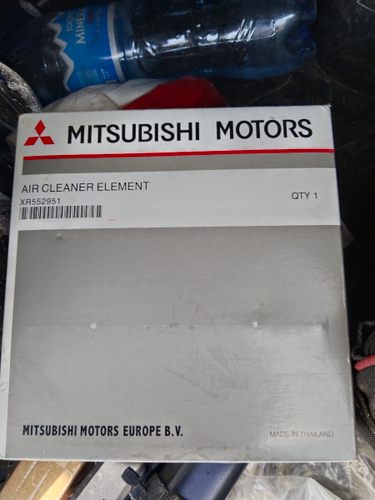 MITSUBISHI MOTORS
AIR CLEANER ELEMENT
XR552951
QTY 1
MITSUBISHI MOTORS EUROPE B.V.
MADE IN THAILAND